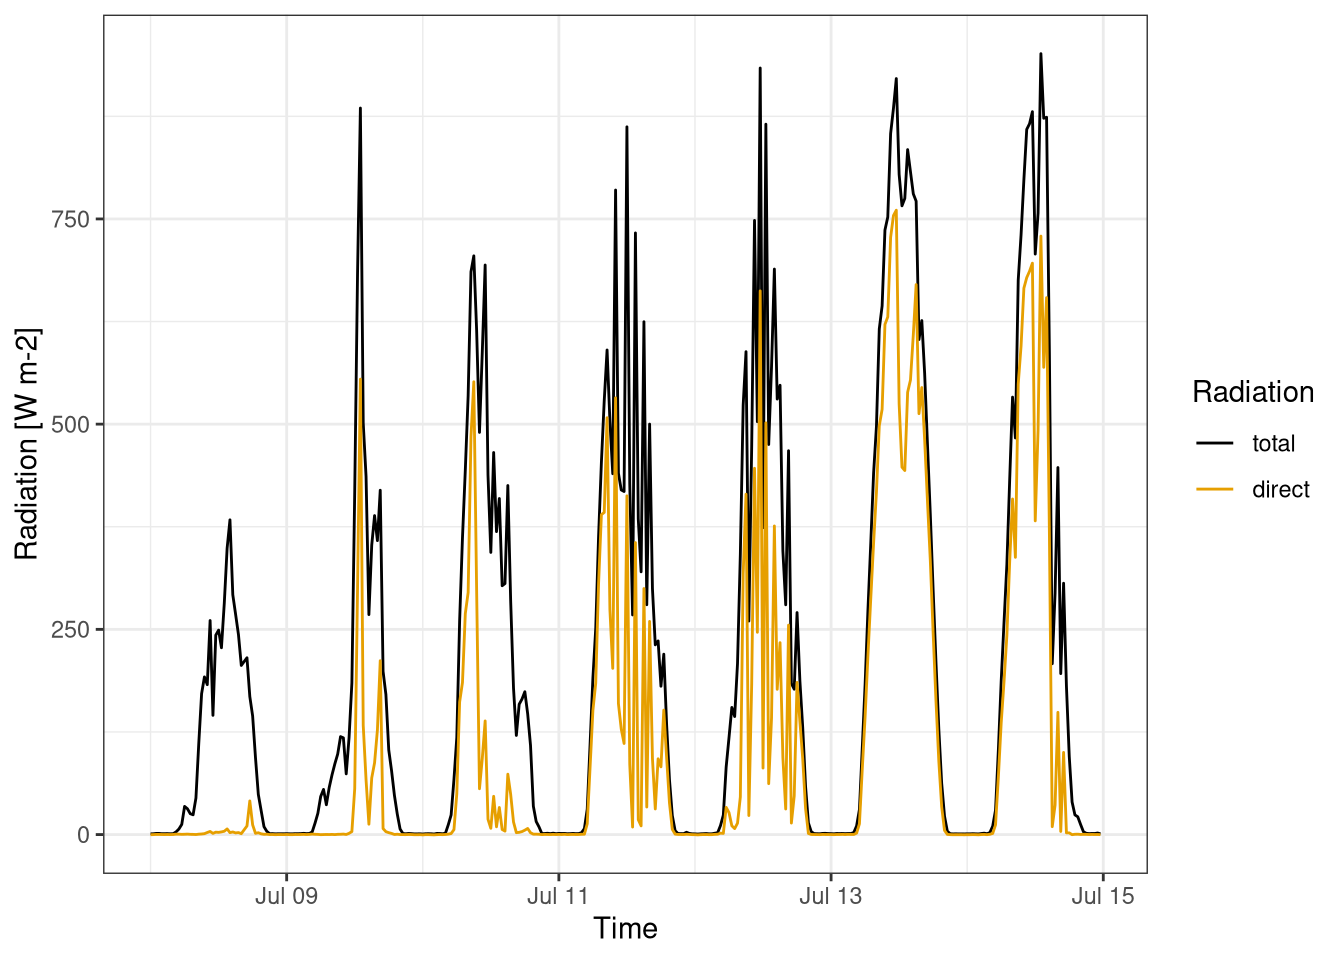 Radiation [W m-2]
750
500
250
0
Jul 09
Jul 11
Jul 13
Jul 15
Time
Radiation
total
direct